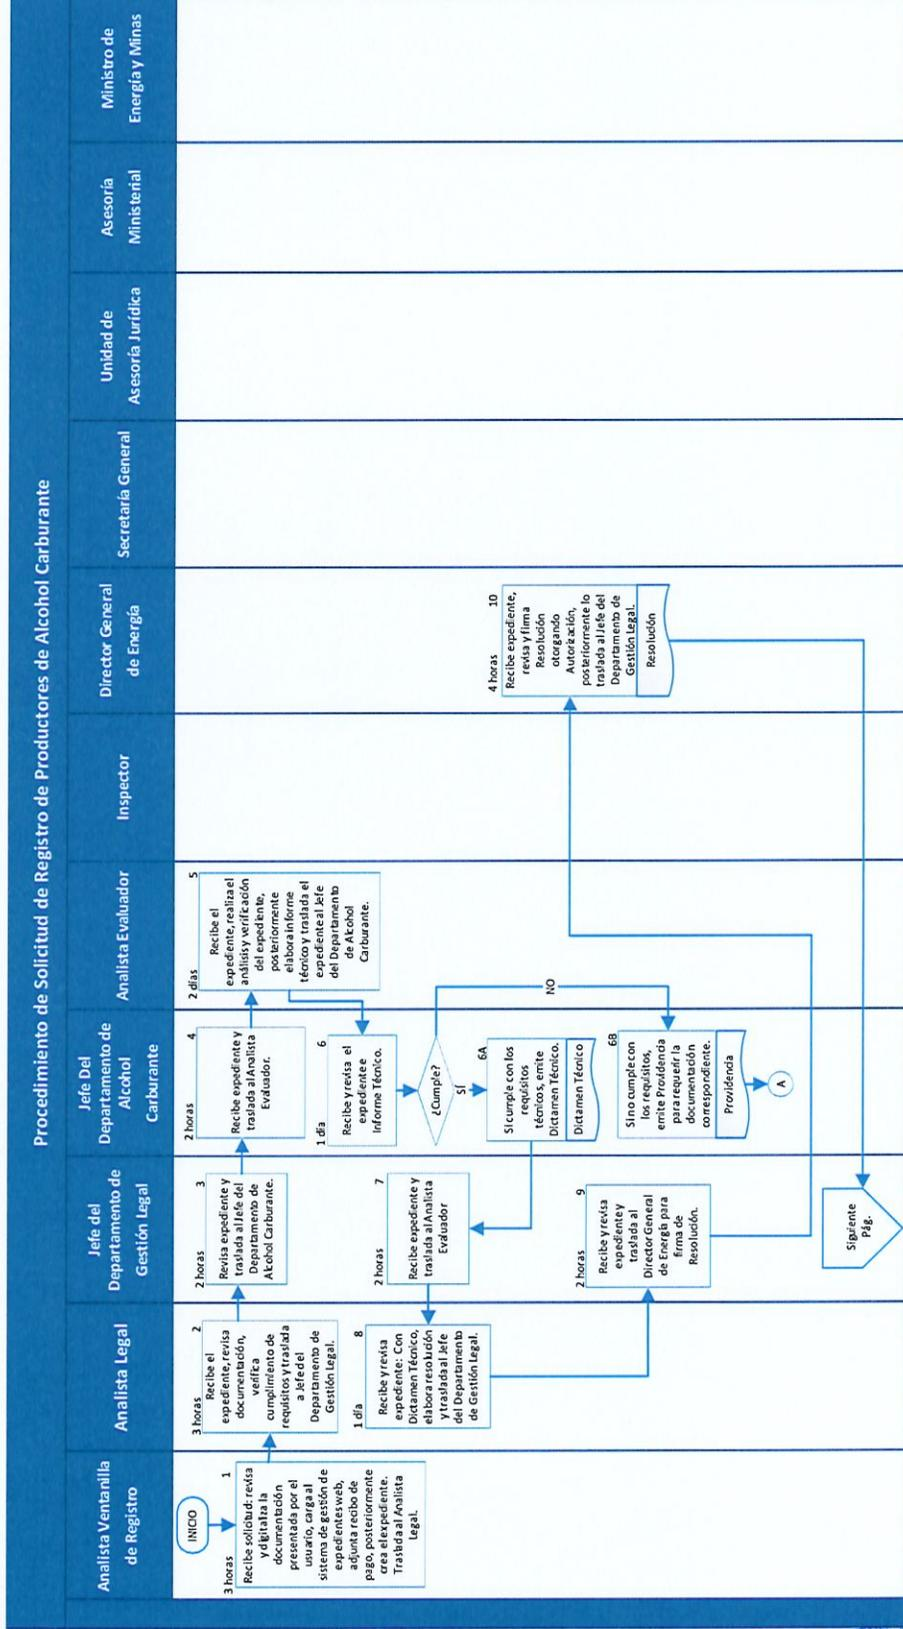 Procedimiento de Solicitud de Registro de Productores de Alcohol Carburante
Analista Ventanilla
de Registro
Analista Legal
Jefe del
Departamento de
Gestión Legal
Jefe Del
Departamento de
Alcohol
Carburante
Analista Evaluador
Inspector
Director General
de Energía
Secretaría General
Unidad de
Asesoría Jurídica
Asesoría
Ministerial
Ministro de
Energía y Minas
INICIO
3 horas
1
Recibe solicitud: revisa
y digitaliza la
documentación
presentada por el
usuario, carga al
sistema de gestión de
expedientes web,
adjunta recibo de
pago, posteriormente
crea el expediente.
Traslada al Analista
Legal.
3 horas
2
Recibe el
expediente, revisa
documentación,
verifica
cumplimiento de
requisitos y traslada
a Jefe del
Departamento de
Gestión Legal.
2 horas
3
Revisa expediente y
traslada al Jefe del
Departamento de
Alcohol Carburante.
2 horas
4
Recibe expediente y
traslada al Analista
Evaluador.
2 días
5
Recibe el
expediente, realiza el
análisis y verificación
del expediente,
posteriormente
elabora informe
técnico y traslada el
expediente al Jefe
del Departamento
de Alcohol
Carburante.
1 día
6
Recibe y revisa el
expediente e
Informe Técnico.
¿Cumple?
SÍ
NO
6A
Si cumple con los
requisitos
técnicos, emite
Dictamen Técnico.
Dictamen Técnico
6B
Si no cumple con
los requisitos,
emite Providencia
para requerir la
documentación
correspondiente.
Providencia
A
2 horas
7
Recibe expediente y
traslada al Analista
Evaluador
1 día
8
Recibe y revisa
expediente: Con
Dictamen Técnico,
elabora resolución
y traslada al Jefe
del Departamento
de Gestión Legal.
2 horas
9
Recibe y revisa
expediente y
traslada al
Director General
de Energía para
firma de
Resolución.
4 horas
10
Recibe expediente,
revisa y firma
Resolución
otorgando
Autorización,
posteriormente lo
traslada al Jefe del
Departamento de
Gestión Legal.
Resolución
Siguiente
Pág.